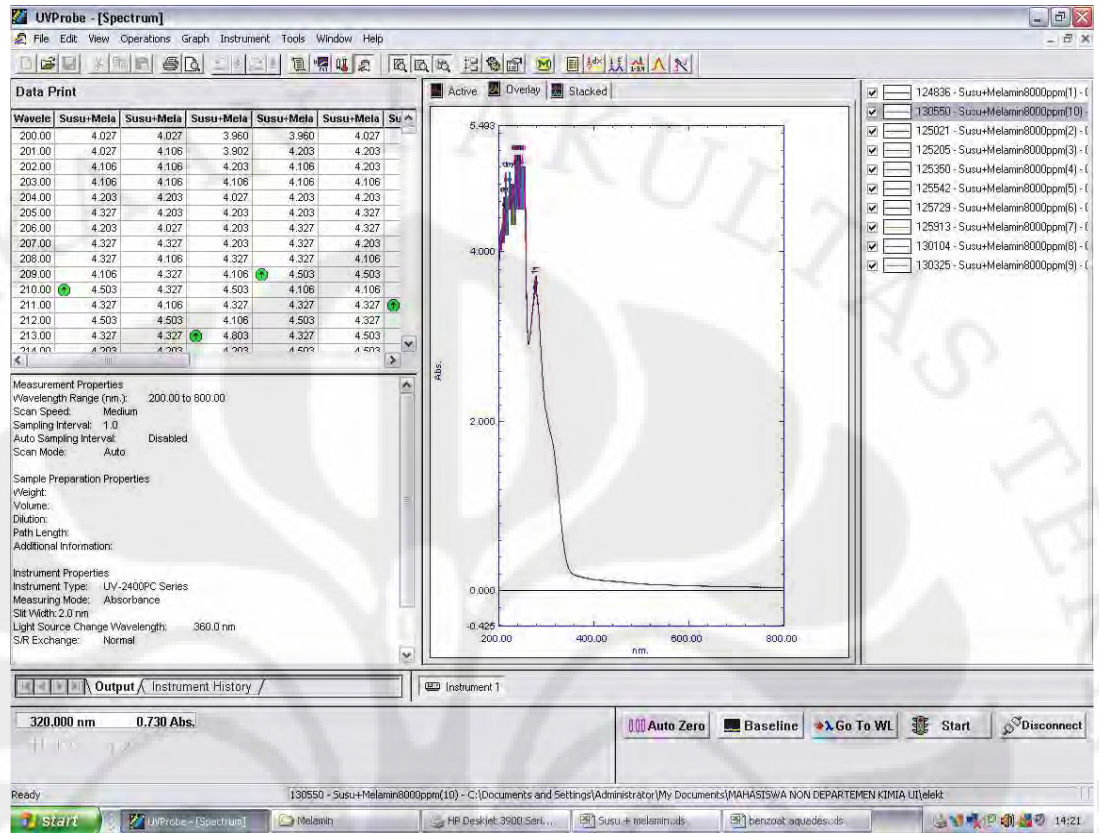 UVProbe - [Spectrum]
File Edit View Operations Graph Instrument Tools Window Help
Data Print
Wavele Susu+Mela Susu+Mela Susu+Mela Susu+Mela Susu+Mela Su
200.00 4.027 4.027 3.960 3.960 4.027
201.00 4.027 4.106 3.902 4.203 4.203
202.00 4.106 4.106 4.203 4.106 4.203
203.00 4.106 4.106 4.106 4.106 4.106
204.00 4.203 4.203 4.027 4.203 4.203
205.00 4.327 4.203 4.203 4.203 4.327
206.00 4.203 4.027 4.327 4.327 4.203
207.00 4.327 4.327 4.203 4.327 4.203
208.00 4.327 4.106 4.327 4.106 4.327
209.00 4.106 4.327 4.106 4.503 4.503
210.00 4.503 4.327 4.503 4.106 4.106
211.00 4.327 4.106 4.327 4.327 4.327
212.00 4.503 4.503 4.106 4.503 4.327
213.00 4.327 4.327 4.803 4.327 4.503
214.00 4.203 4.203 4.203 4.503 4.503
Measurement Properties
Wavelength Range (nm.): 200.00 to 800.00
Scan Speed: Medium
Sampling Interval: 1.0
Auto Sampling Interval: Disabled
Scan Mode: Auto
Sample Preparation Properties
Weight:
Volume:
Dilution:
Path Length:
Additional Information:
Instrument Properties
Instrument Type: UV-2400PC Series
Measuring Mode: Absorbance
Slit Width: 2.0 nm
Light Source Change Wavelength: 360.0 nm
S/R Exchange: Normal
Output Instrument History
Active Overlay Stacked
5.493
4.000
2.000
0.000
-0.425
Abs.
200.00 400.00 600.00 800.00
nm.
Instrument 1
124836 - Susu+Melamin8000ppm(1) -
130550 - Susu+Melamin8000ppm(10) -
125021 - Susu+Melamin8000ppm(2) -
125205 - Susu+Melamin8000ppm(3) -
125350 - Susu+Melamin8000ppm(4) -
125542 - Susu+Melamin8000ppm(5) -
125729 - Susu+Melamin8000ppm(6) -
125913 - Susu+Melamin8000ppm(7) -
130104 - Susu+Melamin8000ppm(8) -
130325 - Susu+Melamin8000ppm(9) -
320.000 nm 0.730 Abs.
Auto Zero Baseline Go To WL Start Disconnect
Ready 130550 - Susu+Melamin8000ppm(10) - C:\Documents and Settings\Administrator\My Documents\MAHASISWA NON DEPARTEMEN KIMIA UI\elekt
start UVProbe - [Spectrum] Melamin HP Deskjet 3900 Seri... Susu + melamin.xls benzoat aquades.xls 14:21